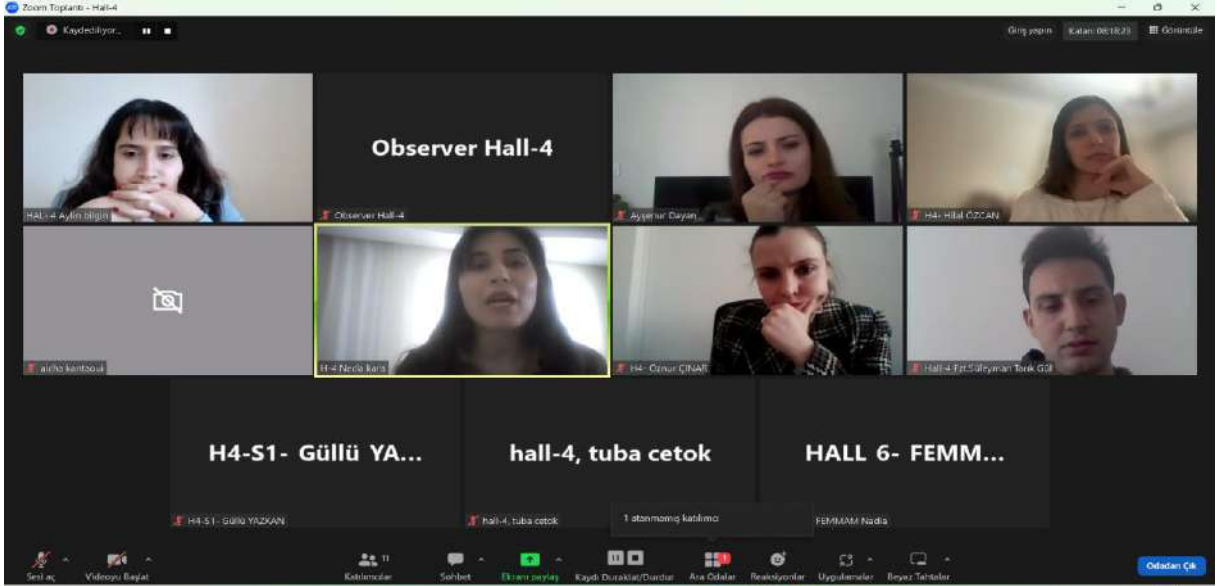 Zoom Toplantı - Hall-4
Kaydediliyor...
Giriş yapın
Kalan: 08:18:23
Görüntüle
HALL-4 Aylin bilgin
Observer Hall-4
Observer Hall-4
Ayşenur Dayan
H4- Hilal ÖZCAN
aicha kantaoui
H-4 Necla kara
H4- Öznur ÇINAR
Hall-4 Fzt.Süleyman Tarık Gül
H4-S1- Güllü YA...
hall-4, tuba cetok
HALL 6- FEMM...
H4-S1- Güllü YAZKAN
hall-4, tuba cetok
1 atanmamış katılımcı
FEMMAM Nadia
Sesi aç
Videoyu Başlat
11
Katılımcılar
Sohbet
Ekranı paylaş
Kaydı Duraklat/Durdur
1
Ara Odalar
Reaksiyonlar
Uygulamalar
Beyaz Tahtalar
Odadan Çık